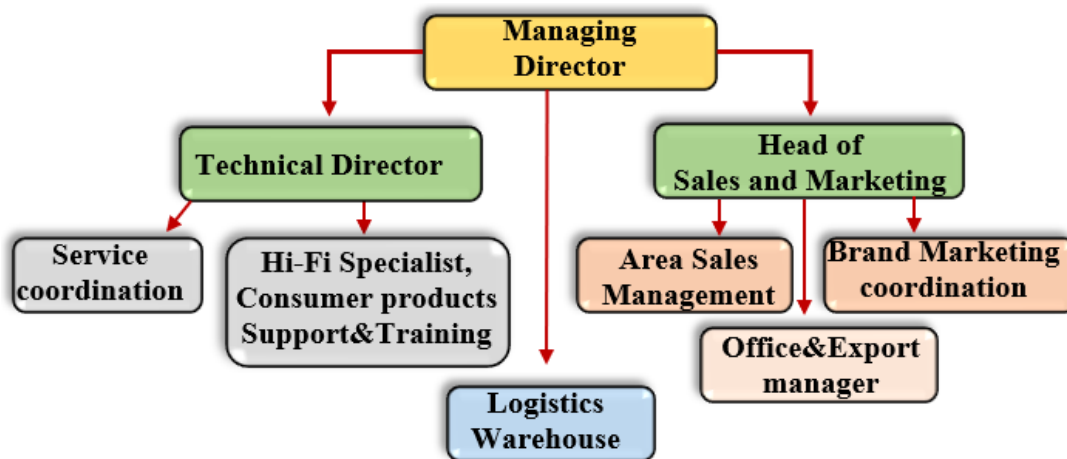 Managing
Director
Technical Director
Head of
Sales and Marketing
Service
coordination
Hi-Fi Specialist,
Consumer products
Support&Training
Area Sales
Management
Brand Marketing
coordination
Office&Export
manager
Logistics
Warehouse